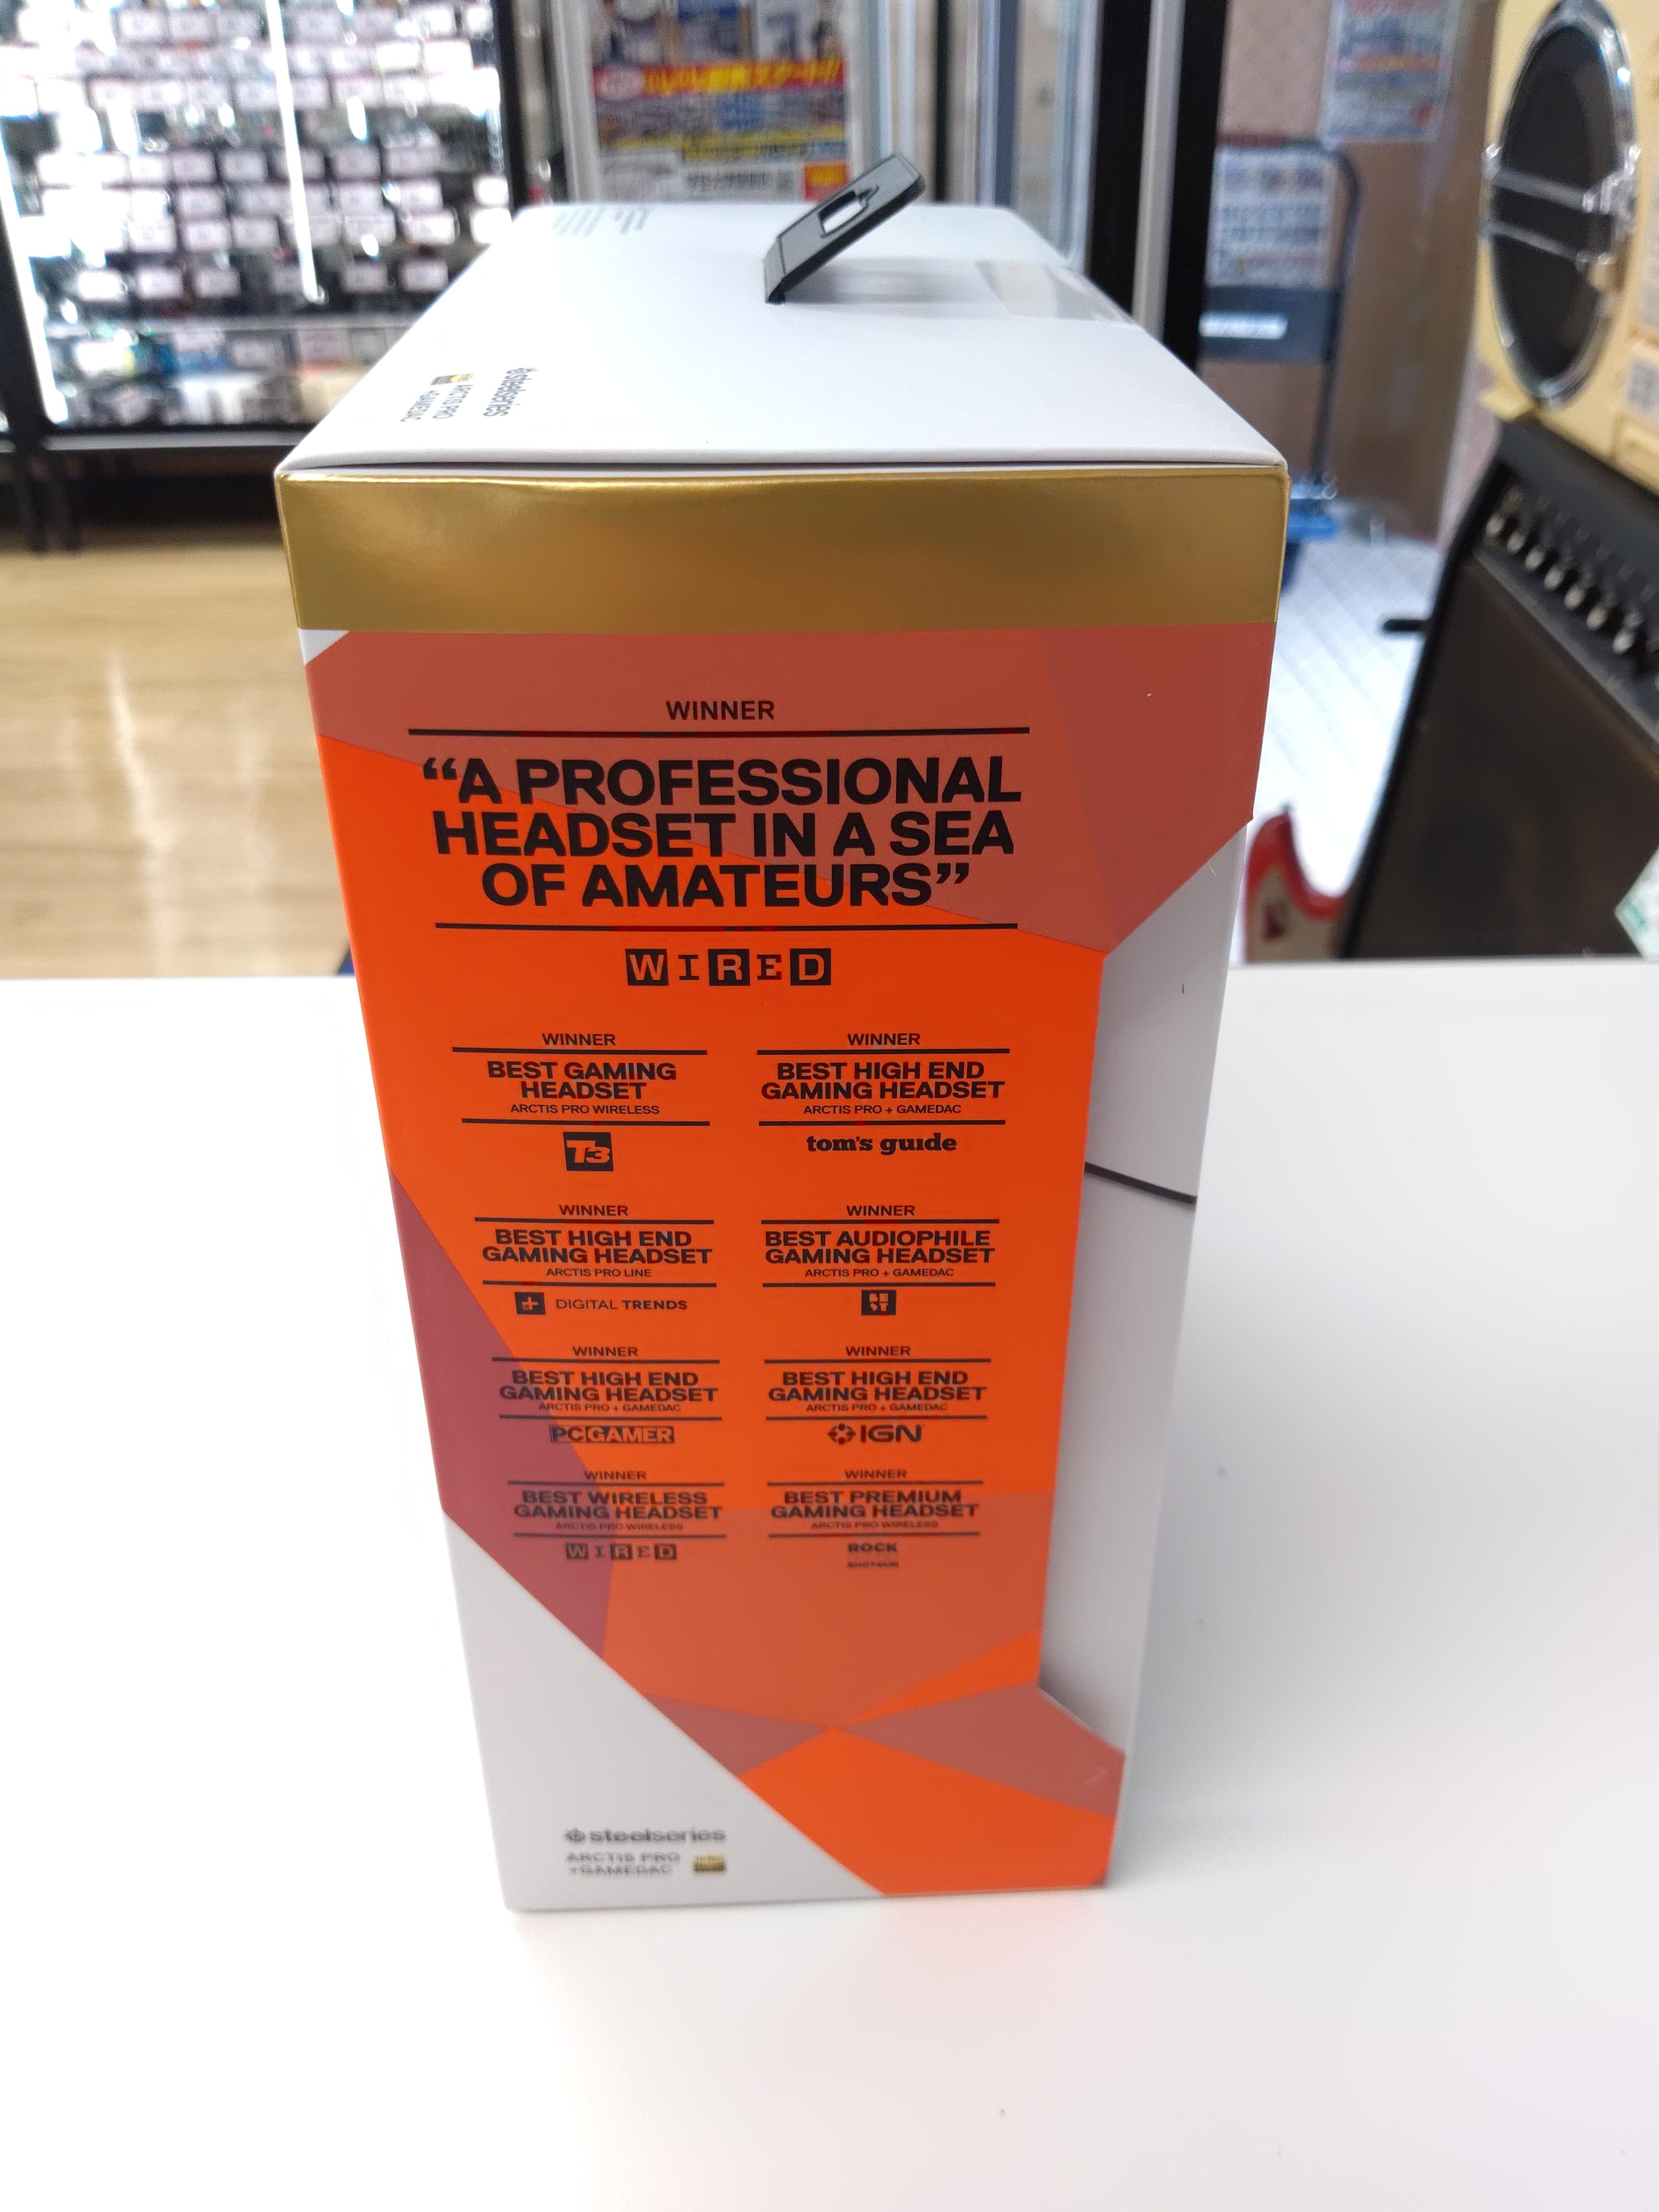 steelseries
ARCTIS PRO
+GAMEDAC
WINNER
“A PROFESSIONAL
HEADSET IN A SEA
OF AMATEURS”
WIRED
WINNER
BEST GAMING
HEADSET
ARCTIS PRO WIRELESS
T3
WINNER
BEST HIGH END
GAMING HEADSET
ARCTIS PRO + GAMEDAC
tom's guide
WINNER
BEST HIGH END
GAMING HEADSET
ARCTIS PRO LINE
DIGITAL TRENDS
WINNER
BEST AUDIOPHILE
GAMING HEADSET
ARCTIS PRO + GAMEDAC
BEST
WINNER
BEST HIGH END
GAMING HEADSET
ARCTIS PRO + GAMEDAC
PCGAMER
WINNER
BEST HIGH END
GAMING HEADSET
ARCTIS PRO + GAMEDAC
IGN
WINNER
BEST WIRELESS
GAMING HEADSET
ARCTIS PRO WIRELESS
WIRED
WINNER
BEST PREMIUM
GAMING HEADSET
ARCTIS PRO WIRELESS
ROCK
SHOTGUN
steelseries
ARCTIS PRO
+GAMEDAC